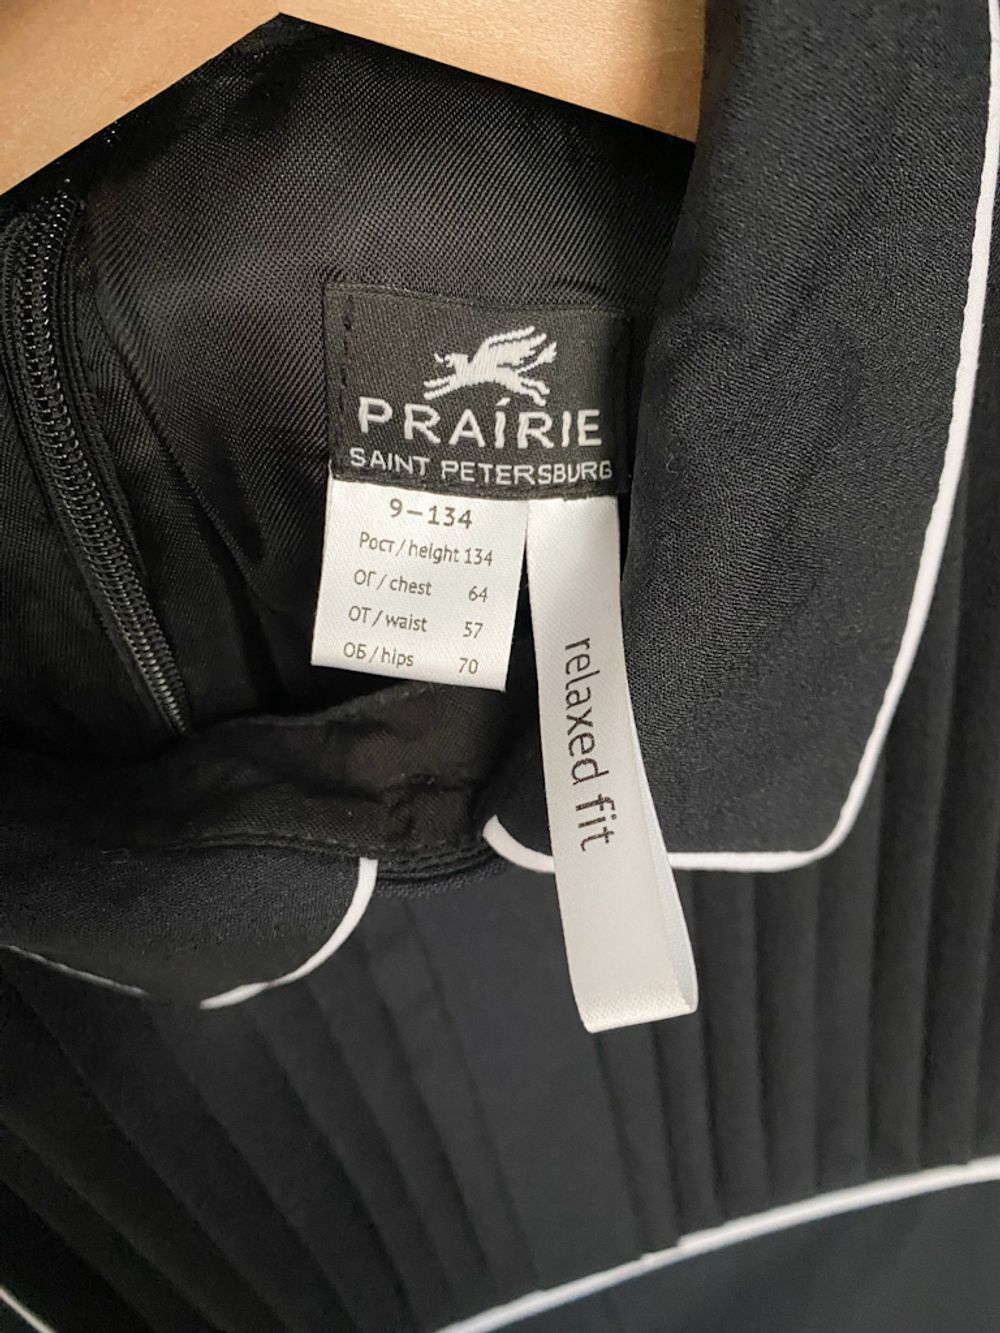 PRAÍRIE
SAINT PETERSBURG
9–134
Рост / height 134
ОГ / chest 64
ОТ / waist 57
ОБ / hips 70
relaxed fit